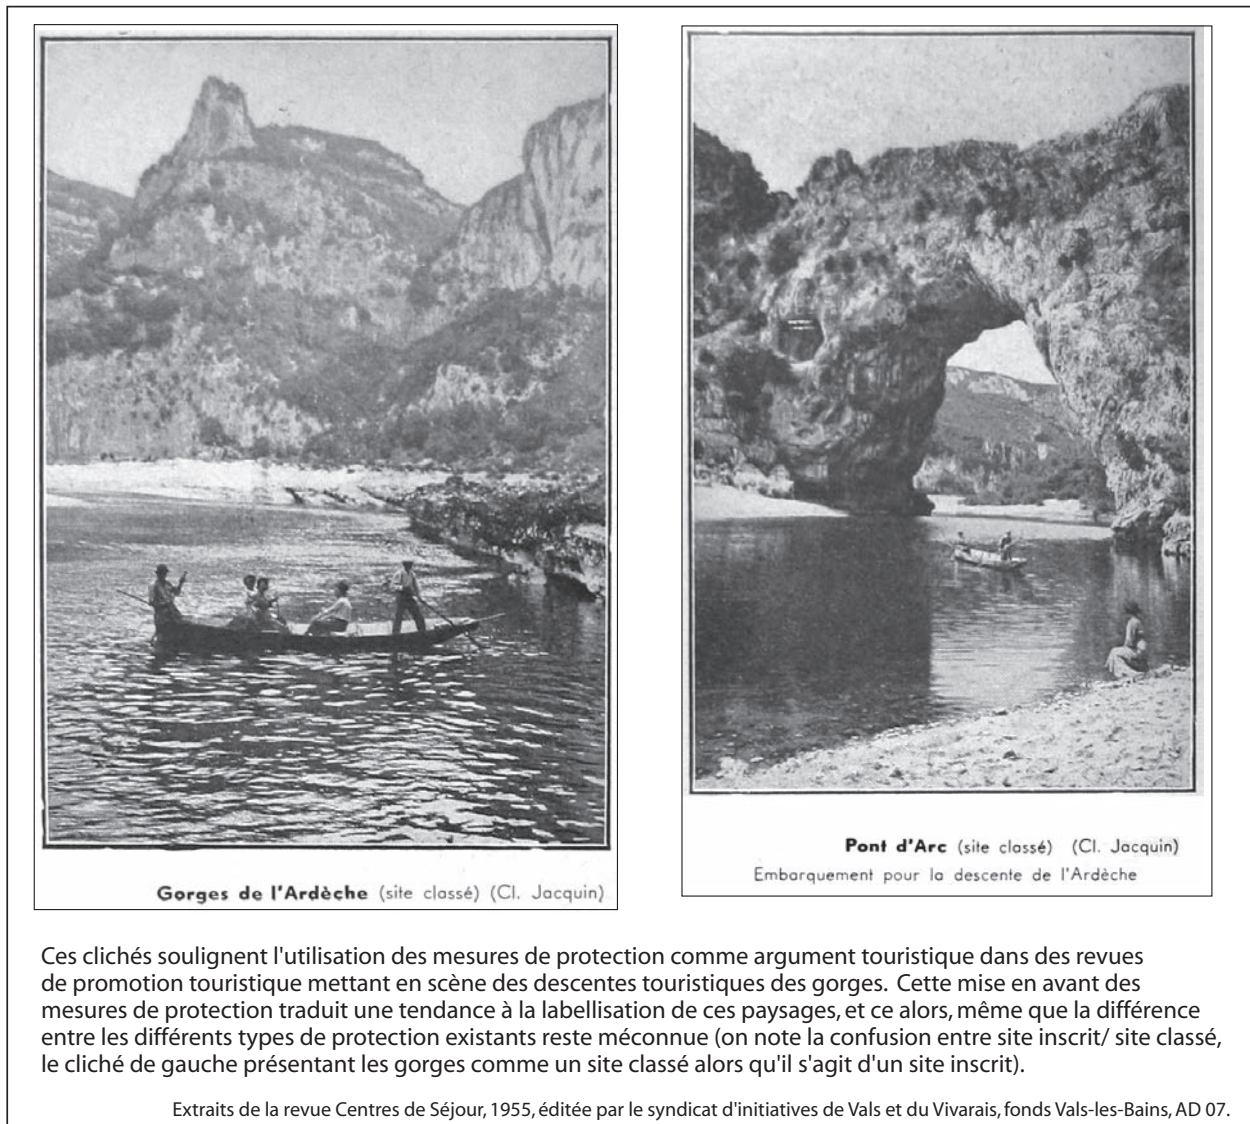 Gorges de l'Ardèche (site classé) (Cl. Jacquin)
Pont d'Arc (site classé) (Cl. Jacquin)
Embarquement pour la descente de l'Ardèche
Ces clichés soulignent l'utilisation des mesures de protection comme argument touristique dans des revues
de promotion touristique mettant en scène des descentes touristiques des gorges. Cette mise en avant des
mesures de protection traduit une tendance à la labellisation de ces paysages, et ce alors, même que la différence
entre les différents types de protection existants reste méconnue (on note la confusion entre site inscrit/ site classé,
le cliché de gauche présentant les gorges comme un site classé alors qu'il s'agit d'un site inscrit).
Extraits de la revue Centres de Séjour, 1955, éditée par le syndicat d'initiatives de Vals et du Vivarais, fonds Vals-les-Bains, AD 07.